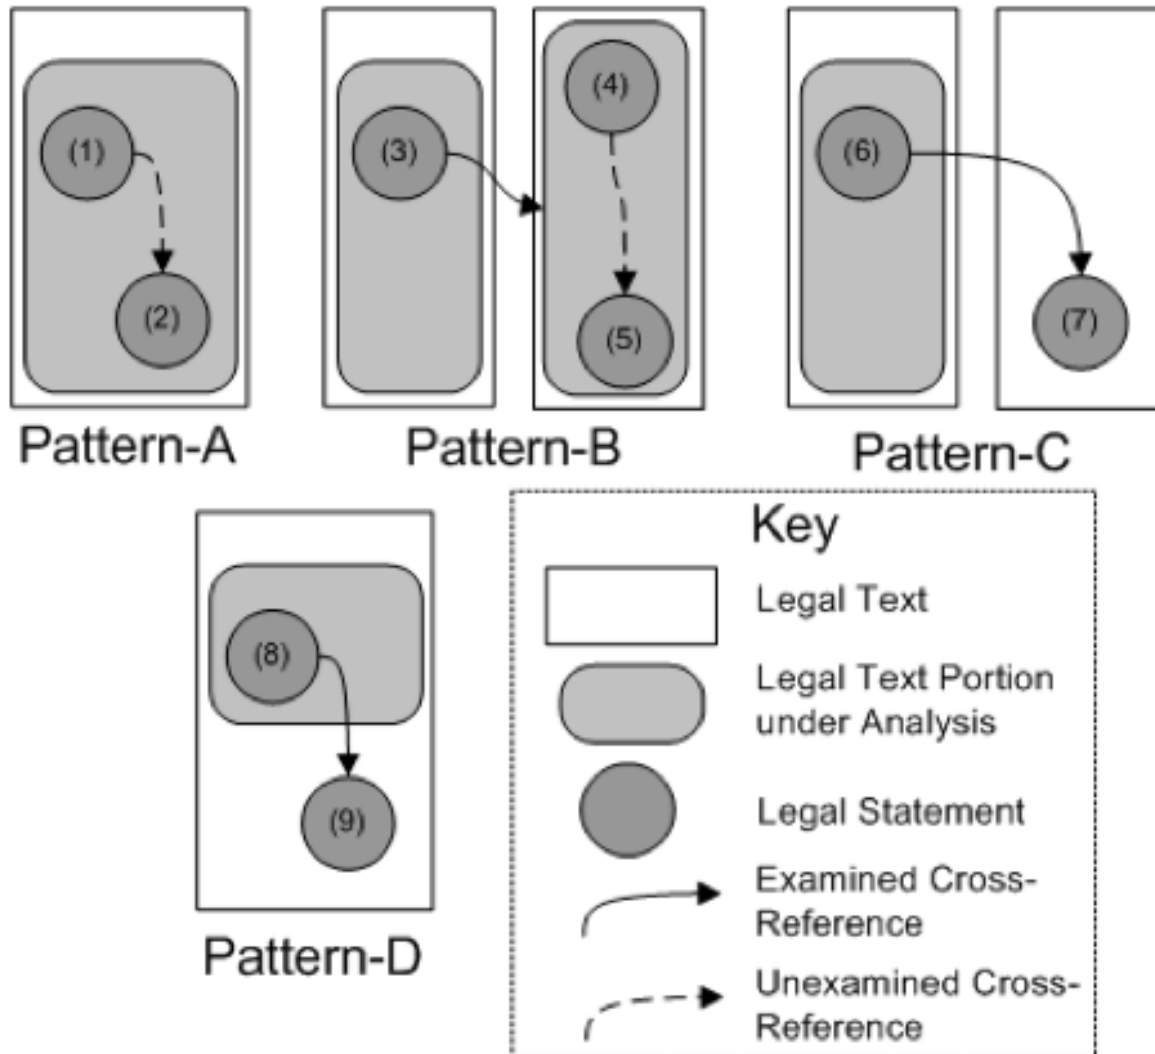 (1)
(2)
(3)
(4)
(5)
(6)
(7)
Pattern-A
Pattern-B
Pattern-C
(8)
(9)
Pattern-D
Key
Legal Text
Legal Text Portion
under Analysis
Legal Statement
Examined Cross-
Reference
Unexamined Cross-
Reference